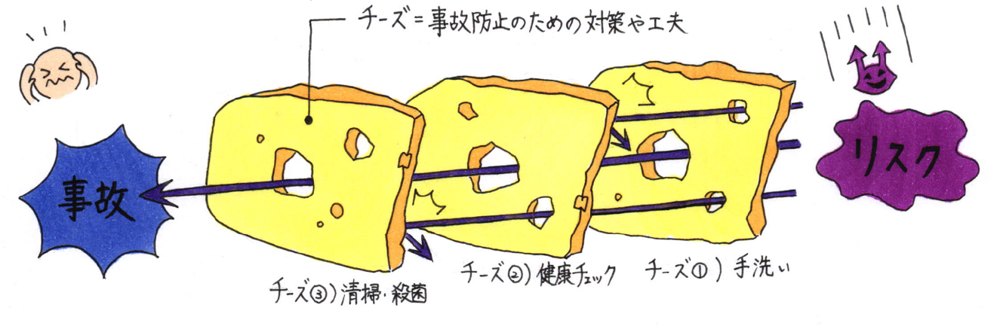 チーズ=事故防止のための対策や工夫
事故
リスク
チーズ③)清掃・殺菌
チーズ②)健康チェック
チーズ①)手洗い